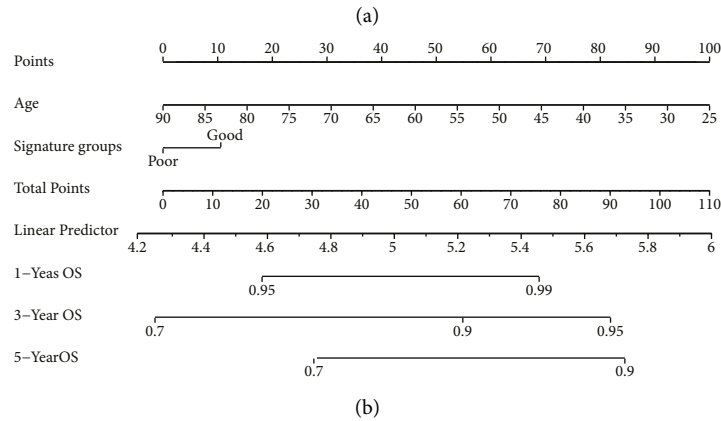 (a)
Points 0 10 20 30 40 50 60 70 80 90 100
Age 90 85 80 75 70 65 60 55 50 45 40 35 30 25
Signature groups Poor Good
Total Points 0 10 20 30 40 50 60 70 80 90 100 110
Linear Predictor 4.2 4.4 4.6 4.8 5 5.2 5.4 5.6 5.8 6
1−Yeas OS 0.95 0.99
3−Year OS 0.7 0.9 0.95
5−YearOS 0.7 0.9
(b)